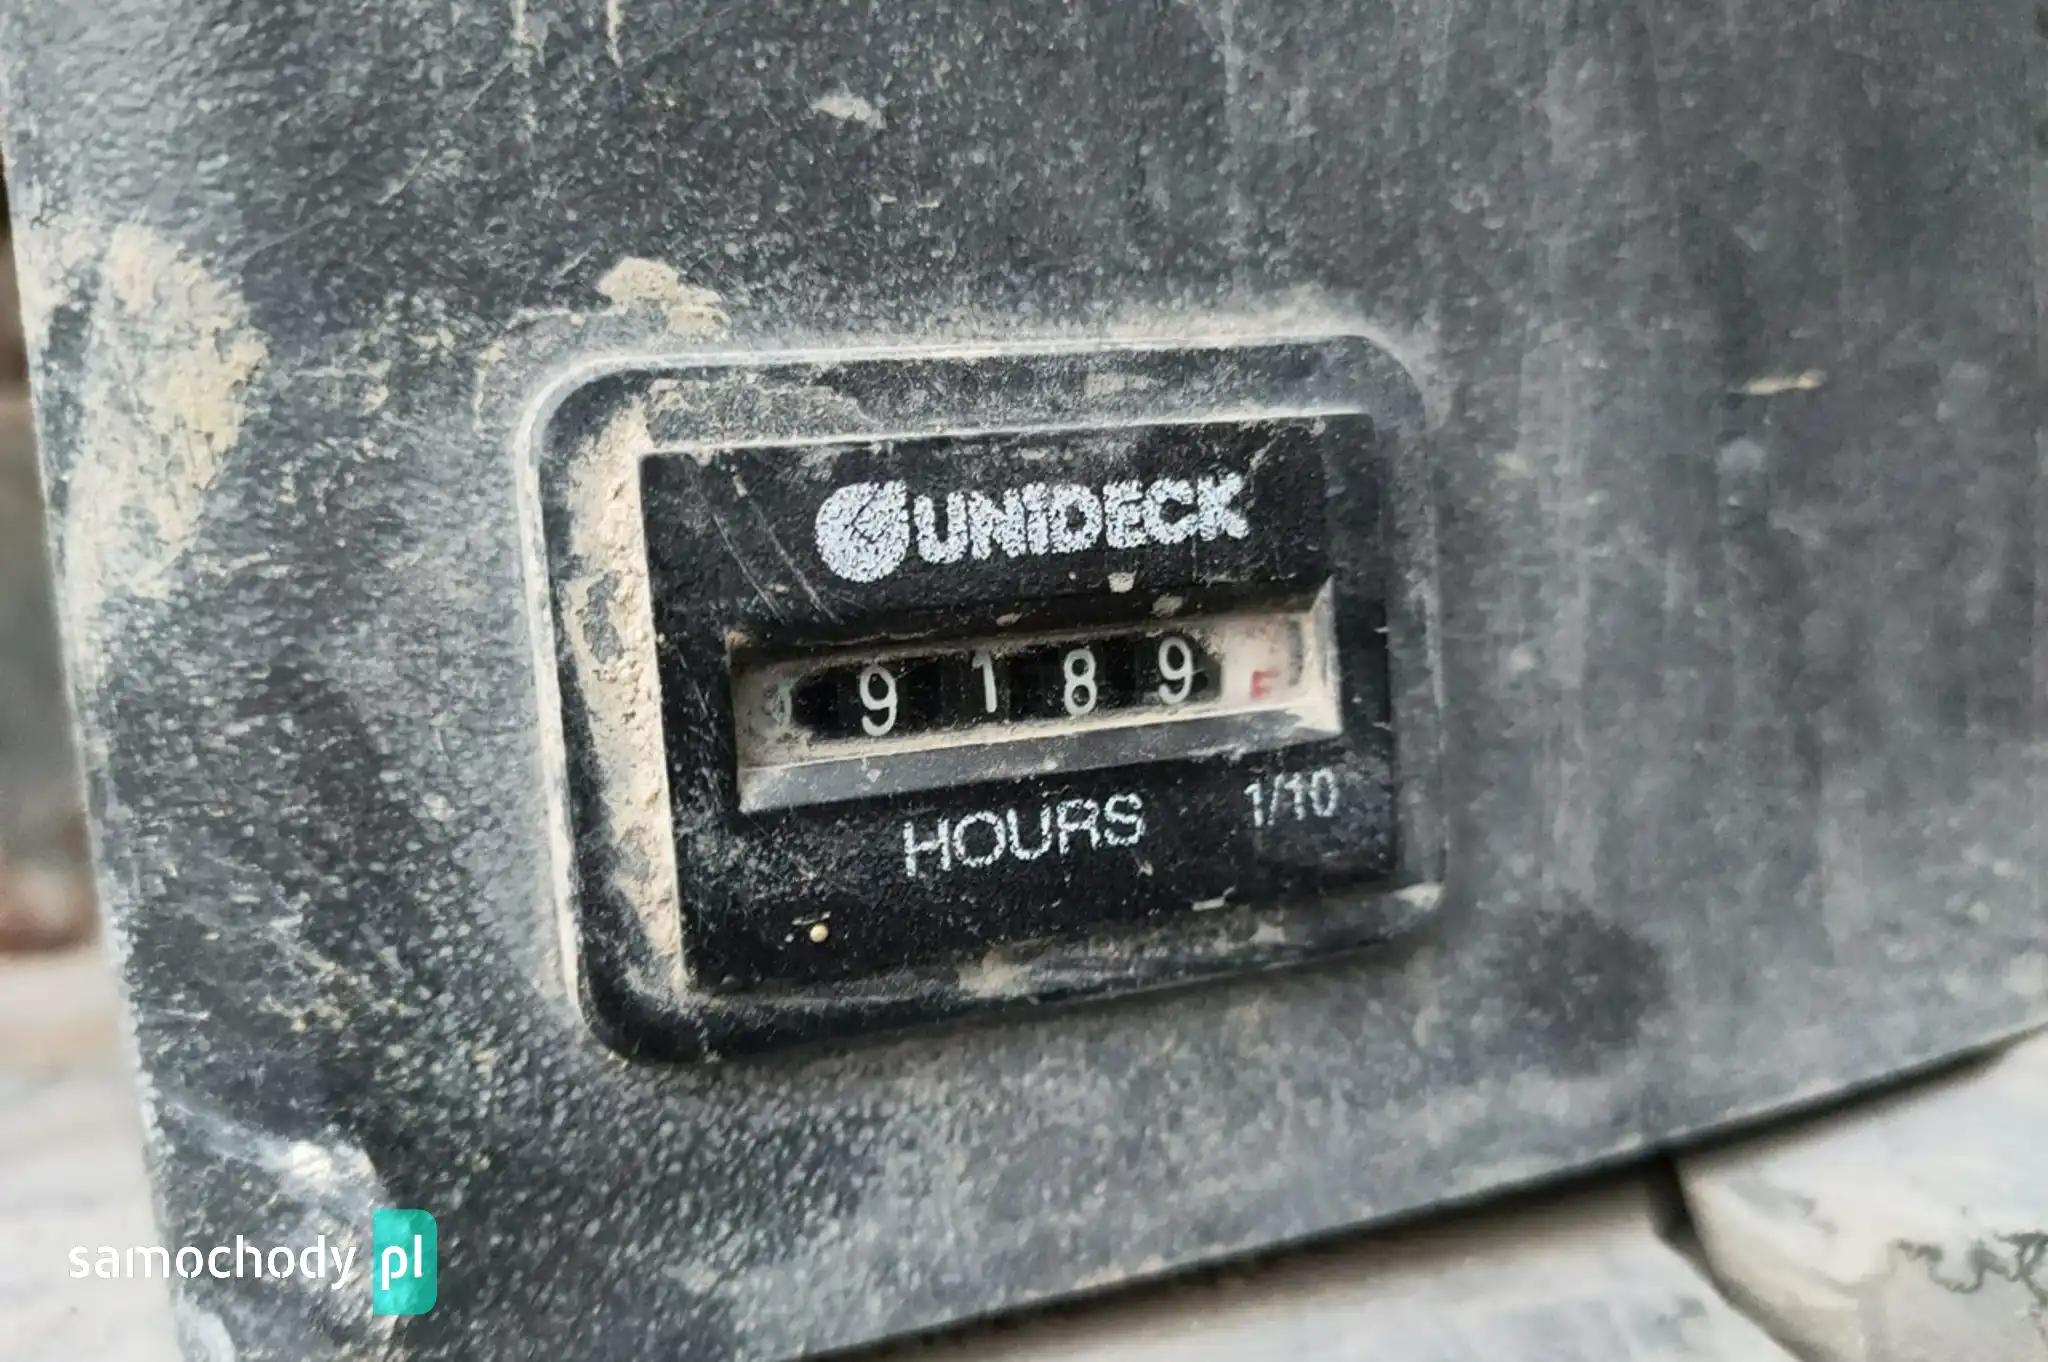 UNIDECK
9189
HOURS 1/10
samochody pl